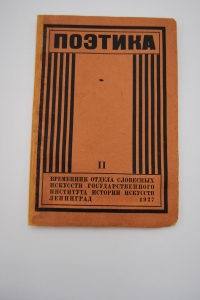 ПОЭТИКА
II
ВРЕМЕННИК ОТДЕЛА СЛОВЕСНЫХ
ИСКУССТВ ГОСУДАРСТВЕННОГО
ИНСТИТУТА ИСТОРИИ ИСКУССТВ
ЛЕНИНГРАД 1927